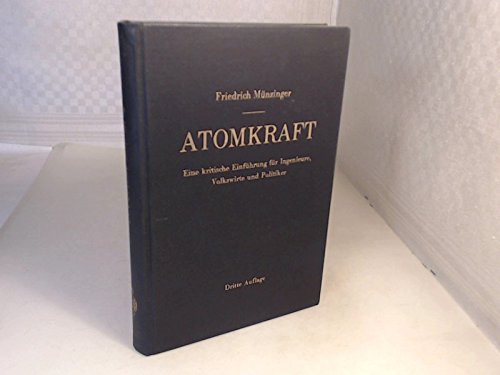 Friedrich Münzinger
ATOMKRAFT
Eine kritische Einführung für Ingenieure,
Volkswirte und Politiker
Dritte Auflage